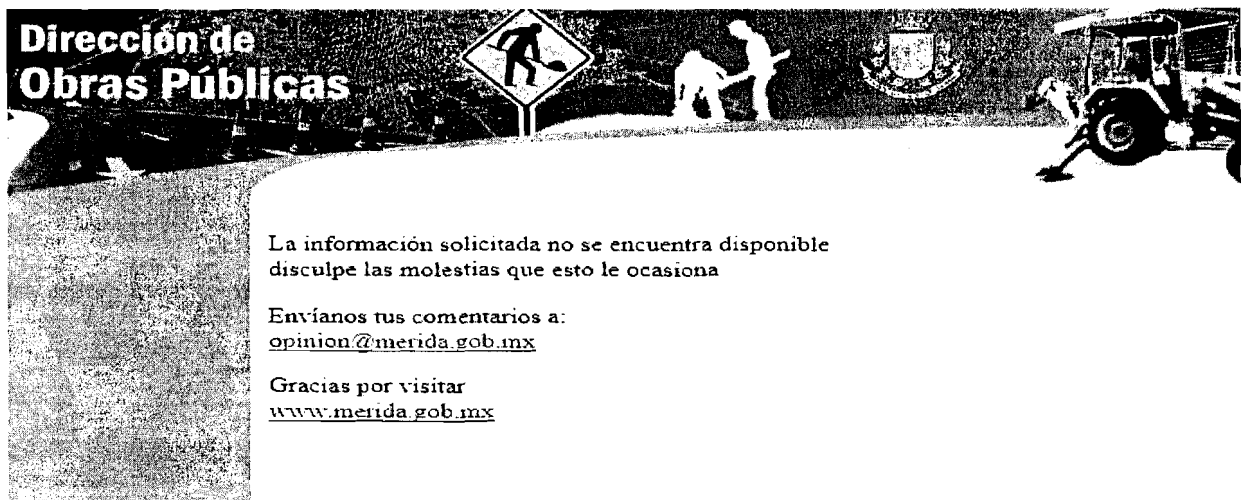 Dirección de
Obras Públicas
La información solicitada no se encuentra disponible
disculpe las molestias que esto le ocasiona
Envíanos tus comentarios a:
opinion@merida.gob.mx
Gracias por visitar
www.merida.gob.mx